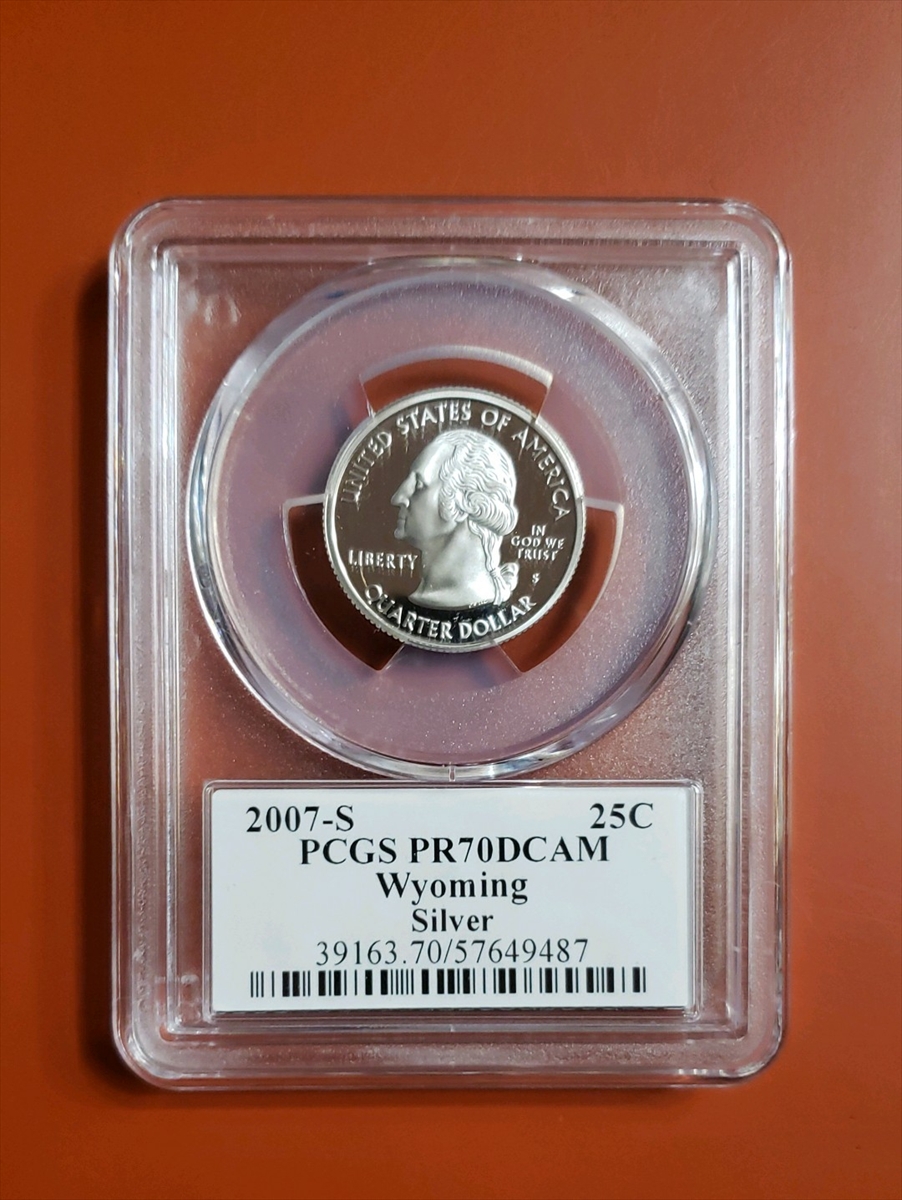 UNITED STATES OF AMERICA
LIBERTY
IN
GOD WE
TRUST
S
QUARTER DOLLAR
2007-S 25C
PCGS PR70DCAM
Wyoming
Silver
39163.70/57649487